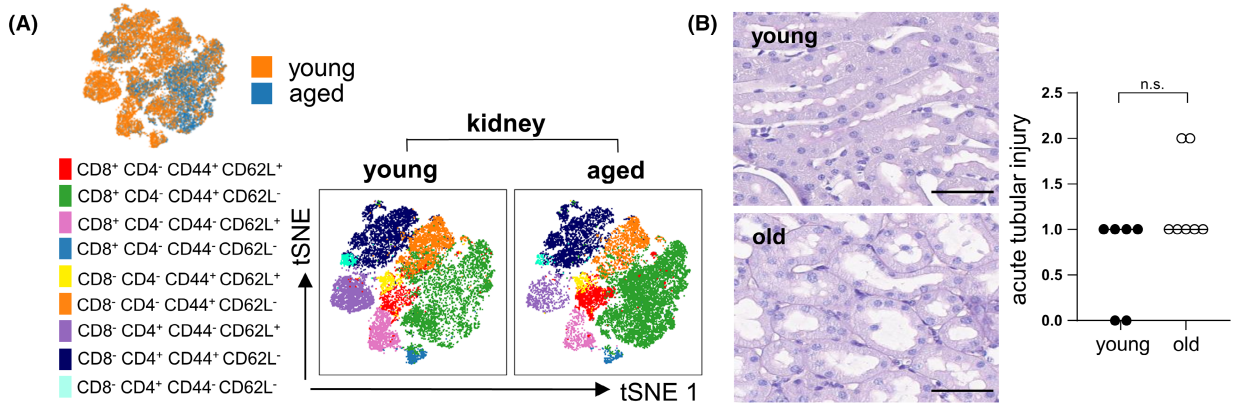 (A)
young
aged
kidney
young
aged
CD8⁺ CD4⁻ CD44⁺ CD62L⁺
CD8⁺ CD4⁻ CD44⁺ CD62L⁻
CD8⁺ CD4⁻ CD44⁻ CD62L⁺
CD8⁺ CD4⁻ CD44⁻ CD62L⁻
CD8⁻ CD4⁻ CD44⁺ CD62L⁺
CD8⁻ CD4⁻ CD44⁺ CD62L⁻
CD8⁻ CD4⁺ CD44⁻ CD62L⁺
CD8⁻ CD4⁺ CD44⁺ CD62L⁻
CD8⁻ CD4⁺ CD44⁻ CD62L⁻
tSNE
tSNE 1
(B)
young
old
n.s.
acute tubular injury
2.5
2.0
1.5
1.0
0.5
0.0
young
old